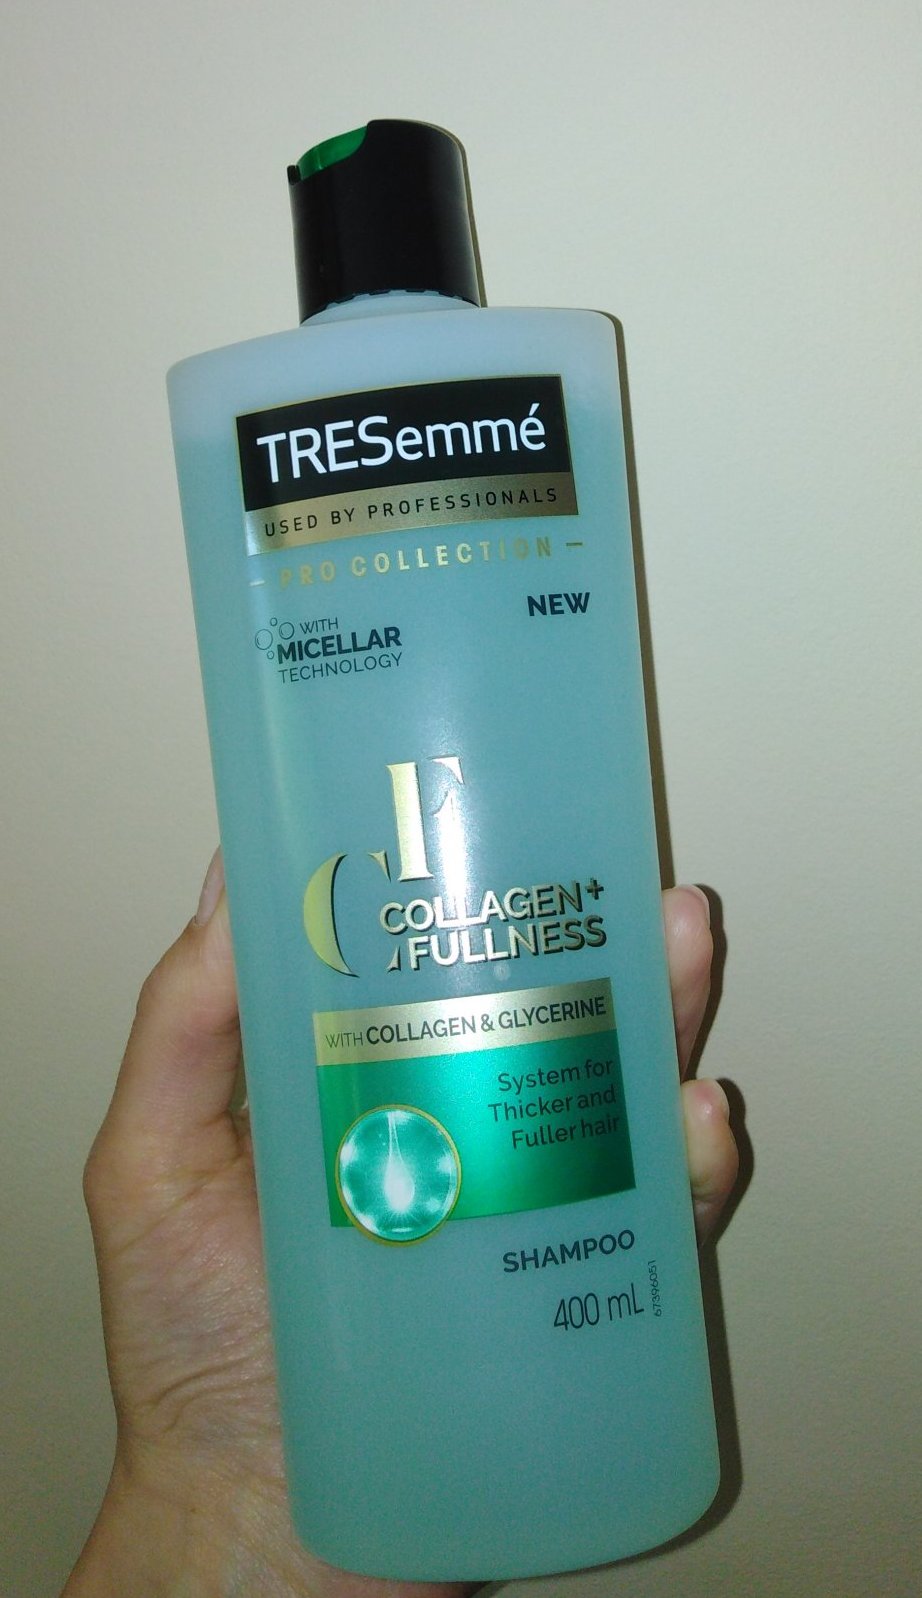 TRESemmé
USED BY PROFESSIONALS
– PRO COLLECTION –
NEW
WITH
MICELLAR
TECHNOLOGY
CF
COLLAGEN+
FULLNESS
WITH COLLAGEN & GLYCERINE
System for
Thicker and
Fuller hair
SHAMPOO
400 mL
67396051